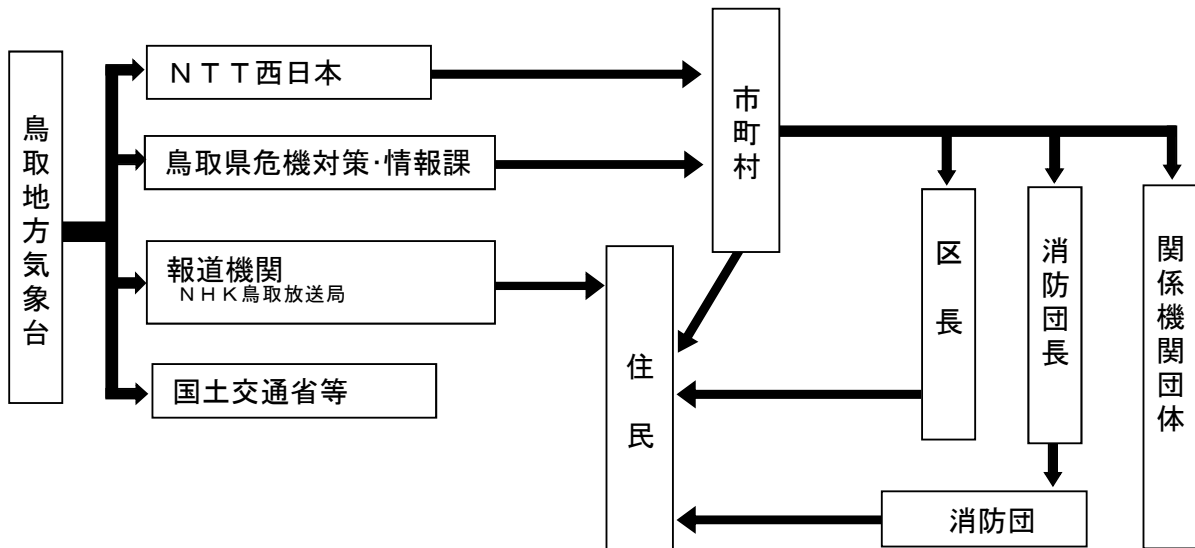 鳥取地方気象台
ＮＴＴ西日本
鳥取県危機対策・情報課
報道機関
ＮＨＫ鳥取放送局
国土交通省等
市町村
住民
区長
消防団長
関係機関団体
消防団